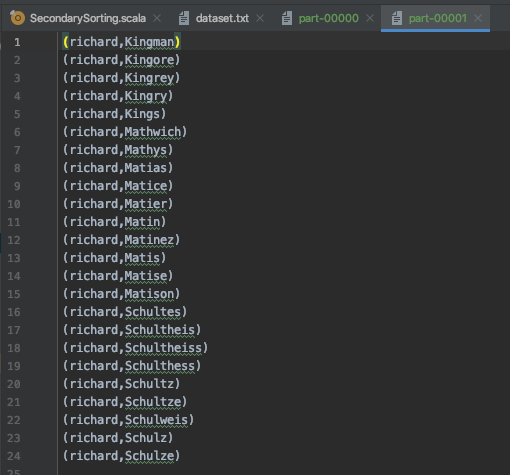 SecondarySorting.scala dataset.txt part-00000 part-00001
1 (richard,Kingman)
2 (richard,Kingore)
3 (richard,Kingrey)
4 (richard,Kingry)
5 (richard,Kings)
6 (richard,Mathwich)
7 (richard,Mathys)
8 (richard,Matias)
9 (richard,Matice)
10 (richard,Matier)
11 (richard,Matin)
12 (richard,Matinez)
13 (richard,Matis)
14 (richard,Matise)
15 (richard,Matison)
16 (richard,Schultes)
17 (richard,Schultheis)
18 (richard,Schultheiss)
19 (richard,Schulthess)
20 (richard,Schultz)
21 (richard,Schultze)
22 (richard,Schulweis)
23 (richard,Schulz)
24 (richard,Schulze)
25